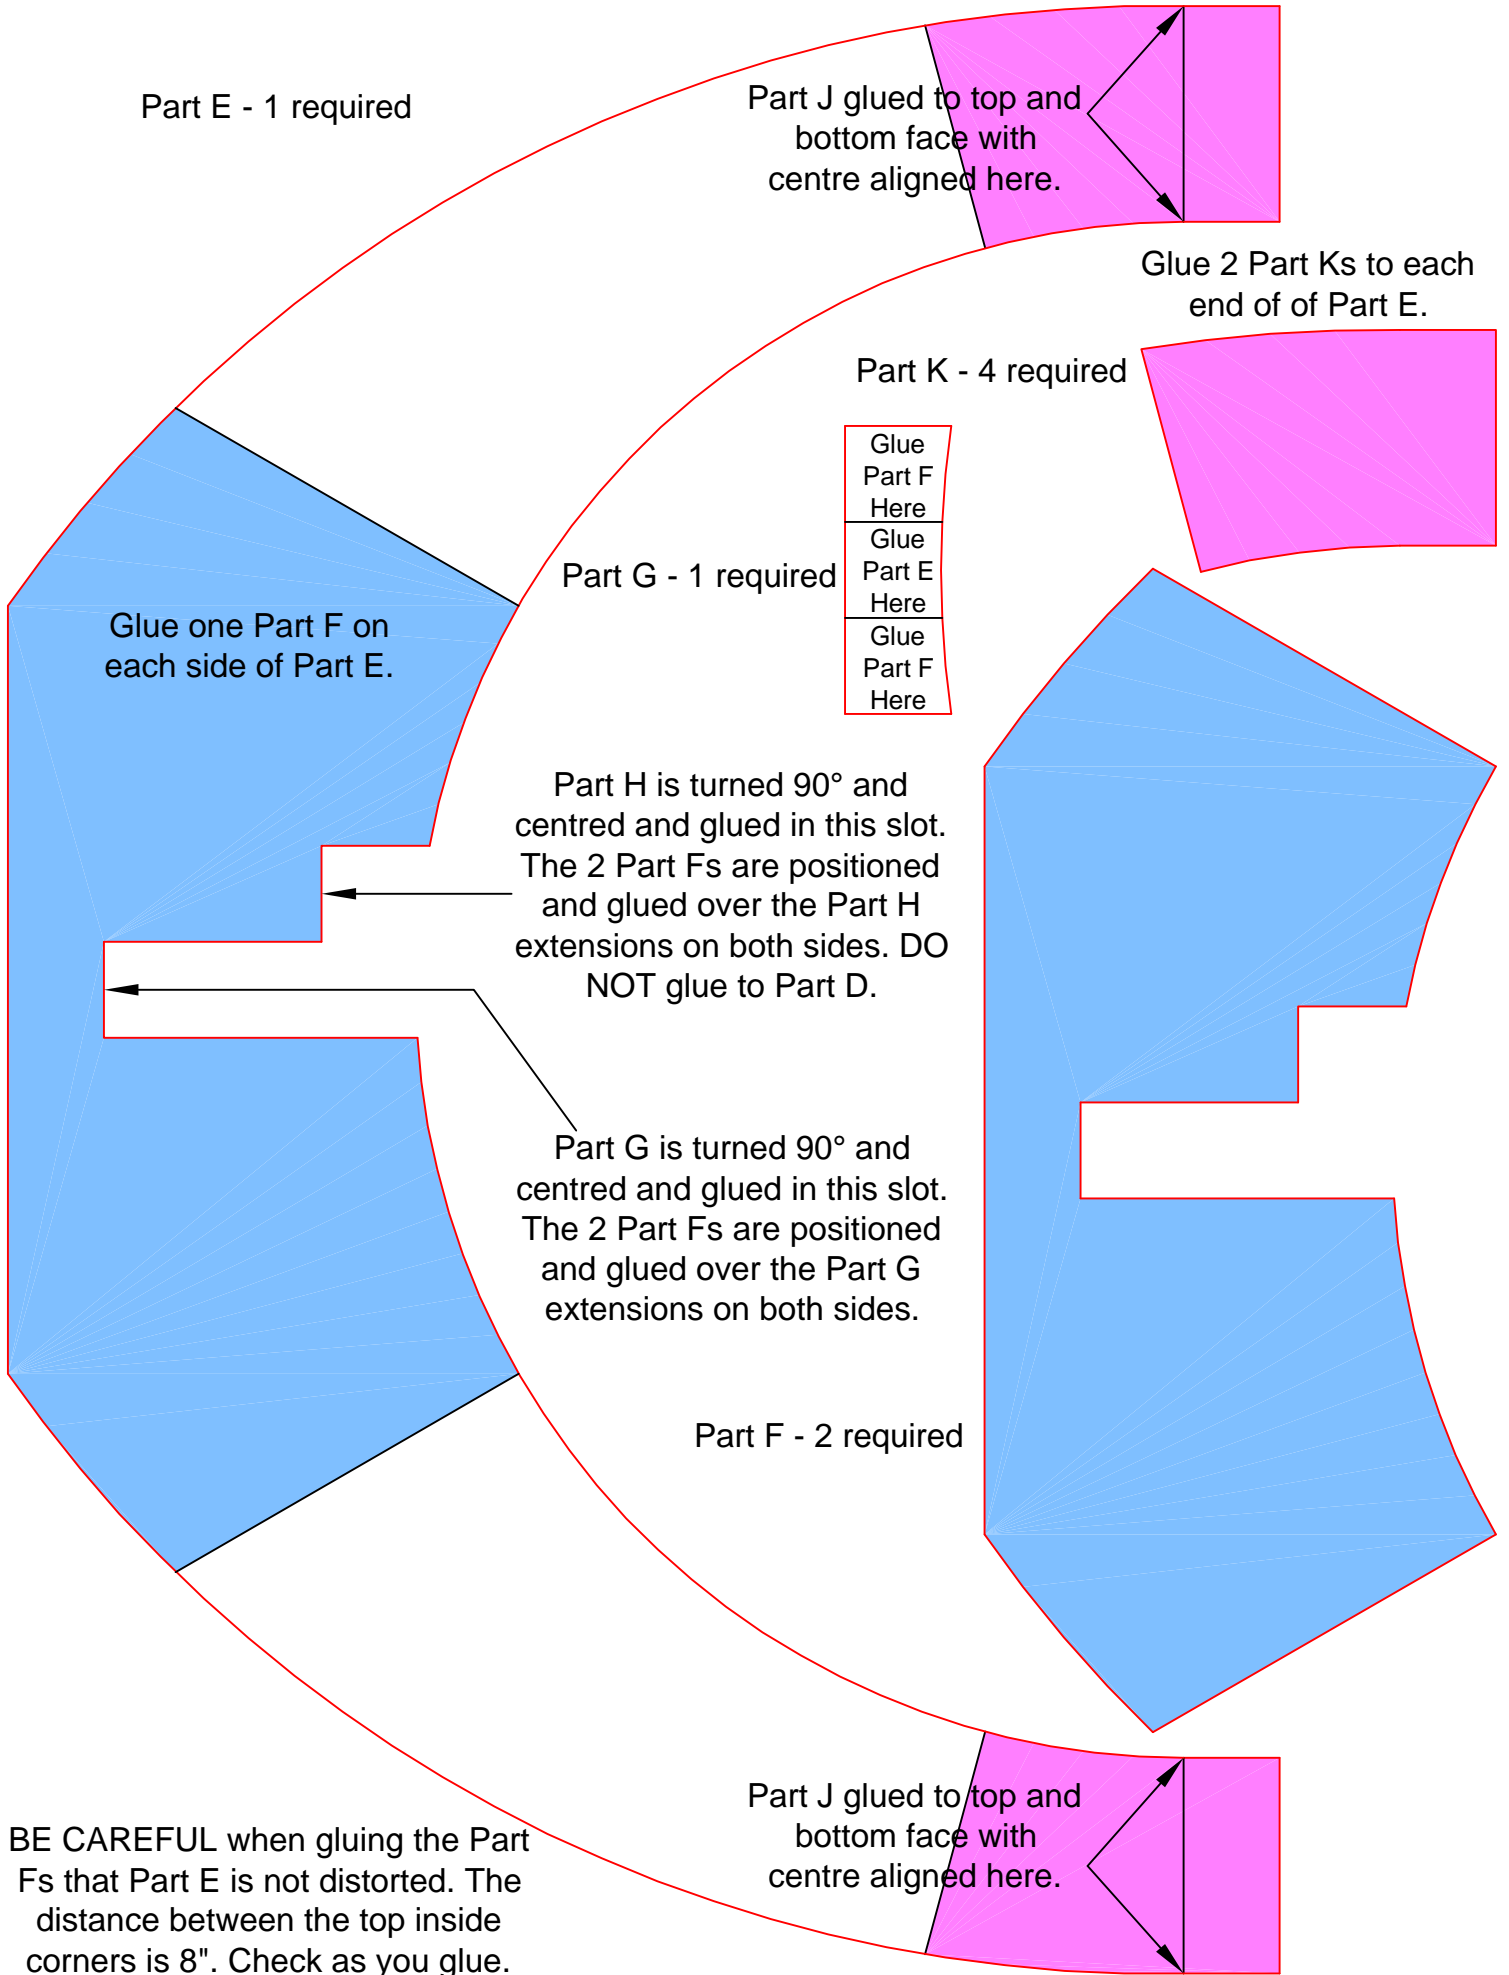 Part E - 1 required
Part J glued to top and
bottom face with
centre aligned here.
Glue 2 Part Ks to each
end of of Part E.
Part K - 4 required
Glue
Part F
Here
Glue
Part E
Here
Glue
Part F
Here
Part G - 1 required
Glue one Part F on
each side of Part E.
Part H is turned 90° and
centred and glued in this slot.
The 2 Part Fs are positioned
and glued over the Part H
extensions on both sides. DO
NOT glue to Part D.
Part G is turned 90° and
centred and glued in this slot.
The 2 Part Fs are positioned
and glued over the Part G
extensions on both sides.
Part F - 2 required
Part J glued to top and
bottom face with
centre aligned here.
BE CAREFUL when gluing the Part
Fs that Part E is not distorted. The
distance between the top inside
corners is 8". Check as you glue.